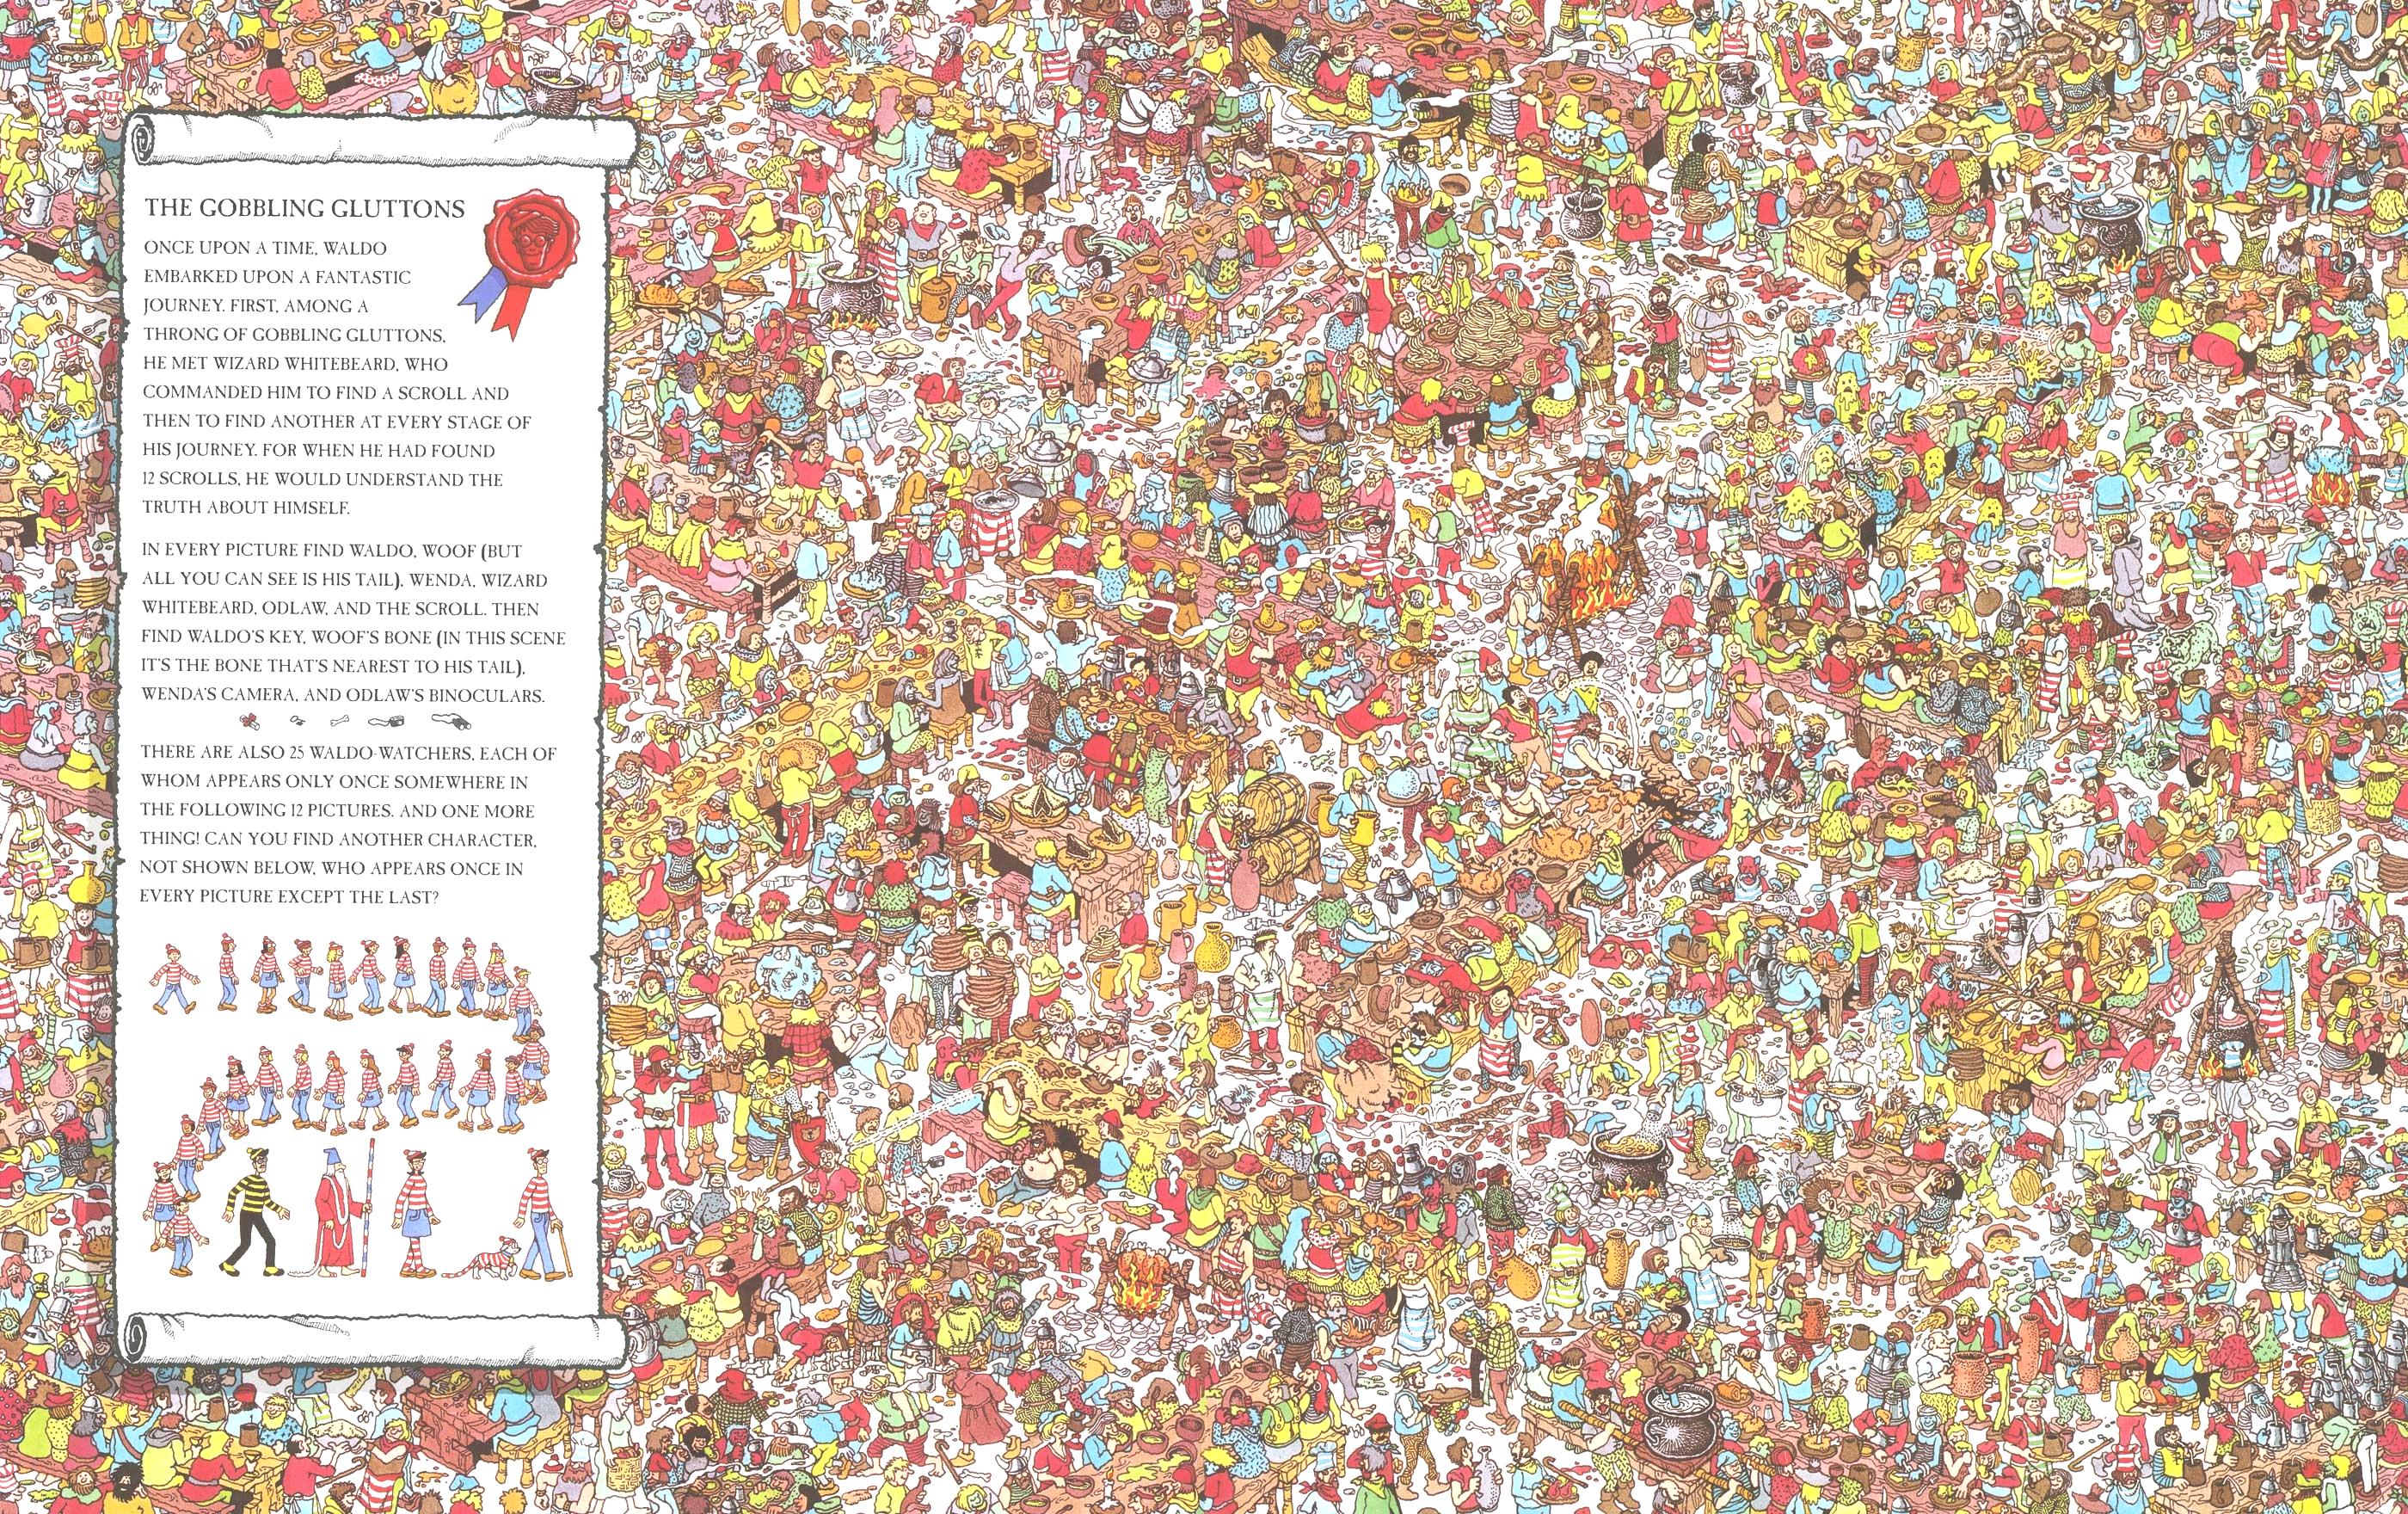 THE GOBBLING GLUTTONS
ONCE UPON A TIME, WALDO
EMBARKED UPON A FANTASTIC
JOURNEY. FIRST, AMONG A
THRONG OF GOBBLING GLUTTONS,
HE MET WIZARD WHITEBEARD, WHO
COMMANDED HIM TO FIND A SCROLL AND
THEN TO FIND ANOTHER AT EVERY STAGE OF
HIS JOURNEY. FOR WHEN HE HAD FOUND
12 SCROLLS, HE WOULD UNDERSTAND THE
TRUTH ABOUT HIMSELF.
IN EVERY PICTURE FIND WALDO, WOOF (BUT
ALL YOU CAN SEE IS HIS TAIL), WENDA, WIZARD
WHITEBEARD, ODLAW, AND THE SCROLL. THEN
FIND WALDO'S KEY, WOOF'S BONE (IN THIS SCENE
IT'S THE BONE THAT'S NEAREST TO HIS TAIL),
WENDA'S CAMERA, AND ODLAW'S BINOCULARS.
THERE ARE ALSO 25 WALDO-WATCHERS, EACH OF
WHOM APPEARS ONLY ONCE SOMEWHERE IN
THE FOLLOWING 12 PICTURES. AND ONE MORE
THING! CAN YOU FIND ANOTHER CHARACTER,
NOT SHOWN BELOW, WHO APPEARS ONCE IN
EVERY PICTURE EXCEPT THE LAST?